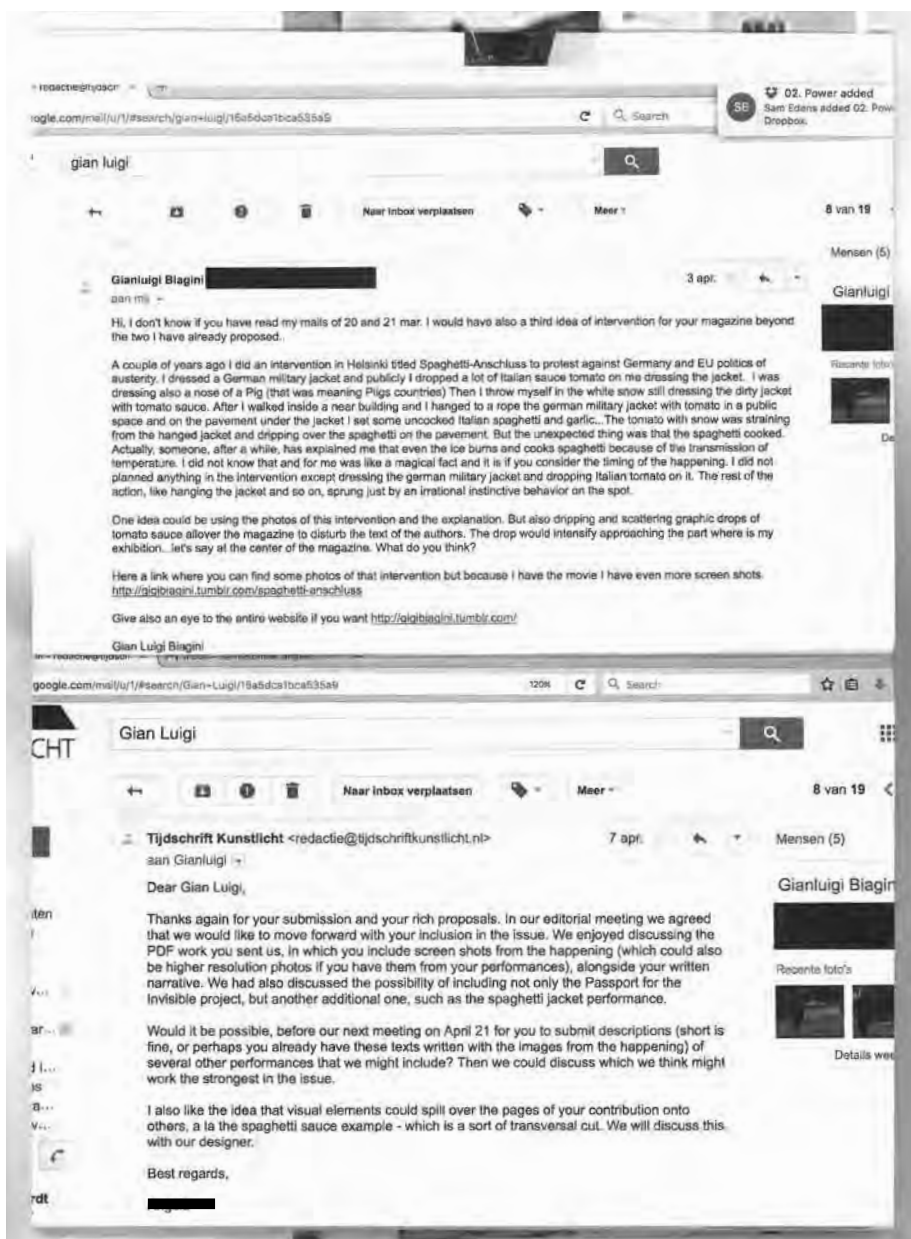 02. Power added
SB
Sam Edens added 02. Pow
Dropbox.
ogle.com/mail/u/1/#search/gian+luigi/15a5dca1bca535a9
Search
gian luigi
Naar Inbox verplaatsen
Meer
8 van 19
Mensen (5)
Gianluigi Biagini
3 apr.
Gianluigi
aan mij
Hi, I don't know if you have read my mails of 20 and 21 mar. I would have also a third idea of intervention for your magazine beyond
the two I have already proposed..
Recente foto's
A couple of years ago I did an intervention in Helsinki titled Spaghetti-Anschluss to protest against Germany and EU politics of
austerity. I dressed a German military jacket and publicly I dropped a lot of Italian sauce tomato on me dressing the jacket. I was
dressing also a nose of a Pig (that was meaning Piigs countries) Then I throw myself in the white snow still dressing the dirty jacket
with tomato sauce. After I walked inside a near building and I hanged to a rope the german military jacket with tomato in a public
space and on the pavement under the jacket I set some uncocked Italian spaghetti and garlic...The tomato with snow was straining
from the hanged jacket and dripping over the spaghetti on the pavement. But the unexpected thing was that the spaghetti cooked.
De
Actually, someone, after a while, has explained me that even the ice burns and cooks spaghetti because of the transmission of
temperature. I did not know that and for me was like a magical fact and it is if you consider the timing of the happening. I did not
planned anything in the intervention except dressing the german military jacket and dropping Italian tomato on it. The rest of the
action, like hanging the jacket and so on, sprung just by an irrational instinctive behavior on the spot.
One idea could be using the photos of this intervention and the explanation. But also dripping and scattering graphic drops of
tomato sauce allover the magazine to disturb the text of the authors. The drop would intensify approaching the part where is my
exhibition...let's say at the center of the magazine. What do you think?
Here a link where you can find some photos of that intervention but because I have the movie I have even more screen shots.
http://gigibiagini.tumblr.com/spaghetti-anschluss
Give also an eye to the entire website if you want http://gigibiagini.tumblr.com/
Gian Luigi Biagini
google.com/mail/u/1/#search/Gian+Luigi/15a5dca1bca535a9
120%
Search
CHT
Gian Luigi
Naar Inbox verplaatsen
Meer
8 van 19
Tijdschrift Kunstlicht <redactie@tijdschriftkunstlicht.nl>
7 apr.
Mensen (5)
aan Gianluigi
Dear Gian Luigi,
Gianluigi Biagin
Thanks again for your submission and your rich proposals. In our editorial meeting we agreed
that we would like to move forward with your inclusion in the issue. We enjoyed discussing the
PDF work you sent us, in which you include screen shots from the happening (which could also
be higher resolution photos if you have them from your performances), alongside your written
narrative. We had also discussed the possibility of including not only the Passport for the
Invisible project, but another additional one, such as the spaghetti jacket performance.
Recente foto's
Would it be possible, before our next meeting on April 21 for you to submit descriptions (short is
fine, or perhaps you already have these texts written with the images from the happening) of
several other performances that we might include? Then we could discuss which we think might
work the strongest in the issue.
Details wee
I also like the idea that visual elements could spill over the pages of your contribution onto
others, a la the spaghetti sauce example - which is a sort of transversal cut. We will discuss this
with our designer.
Best regards,
rdt